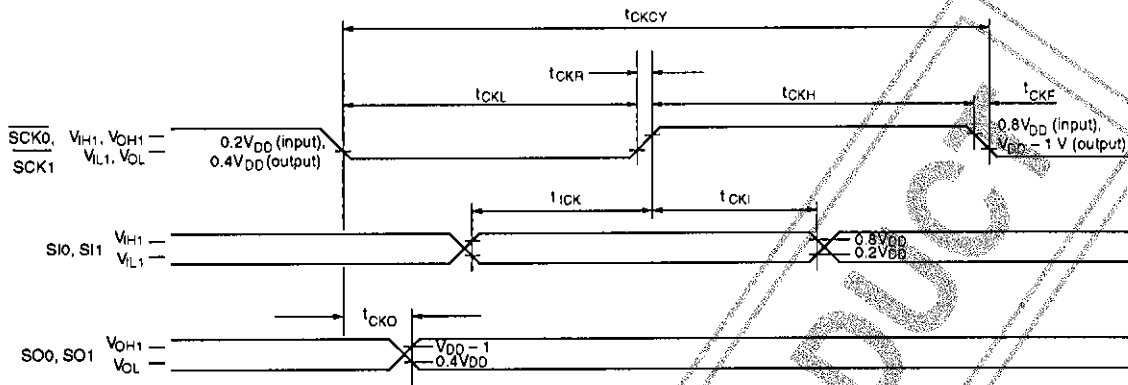 tCKCY
tCKR
tCKL
tCKH
tCKF
SCK0, VIH1, VOH1
SCK1 VIL1, VOL
0.2VDD (input),
0.4VDD (output)
0.8VDD (input),
VDD – 1 V (output)
tICK
tCKI
SI0, SI1 VIH1
VIL1
0.8VDD
0.2VDD
tCKO
SO0, SO1 VOH1
VOL
VDD – 1
0.4VDD
DUCT